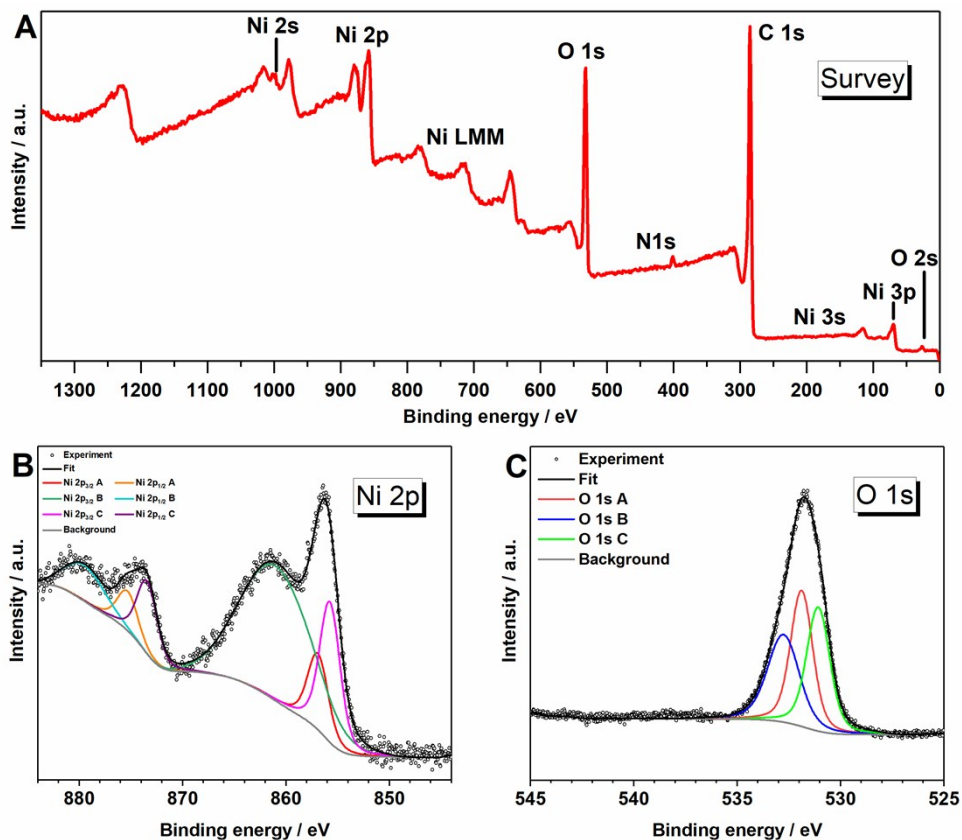 A
Ni 2s
Ni 2p
O 1s
C 1s
Survey
Ni LMM
N1s
O 2s
Ni 3p
Ni 3s
Intensity / a.u.
1300 1200 1100 1000 900 800 700 600 500 400 300 200 100 0
Binding energy / eV
B
Experiment
Fit
Ni 2p3/2 A Ni 2p1/2 A
Ni 2p3/2 B Ni 2p1/2 B
Ni 2p3/2 C Ni 2p1/2 C
Background
Ni 2p
Intensity / a.u.
880 870 860 850
Binding energy / eV
C
Experiment
Fit
O 1s A
O 1s B
O 1s C
Background
O 1s
Intensity / a.u.
545 540 535 530 525
Binding energy / eV